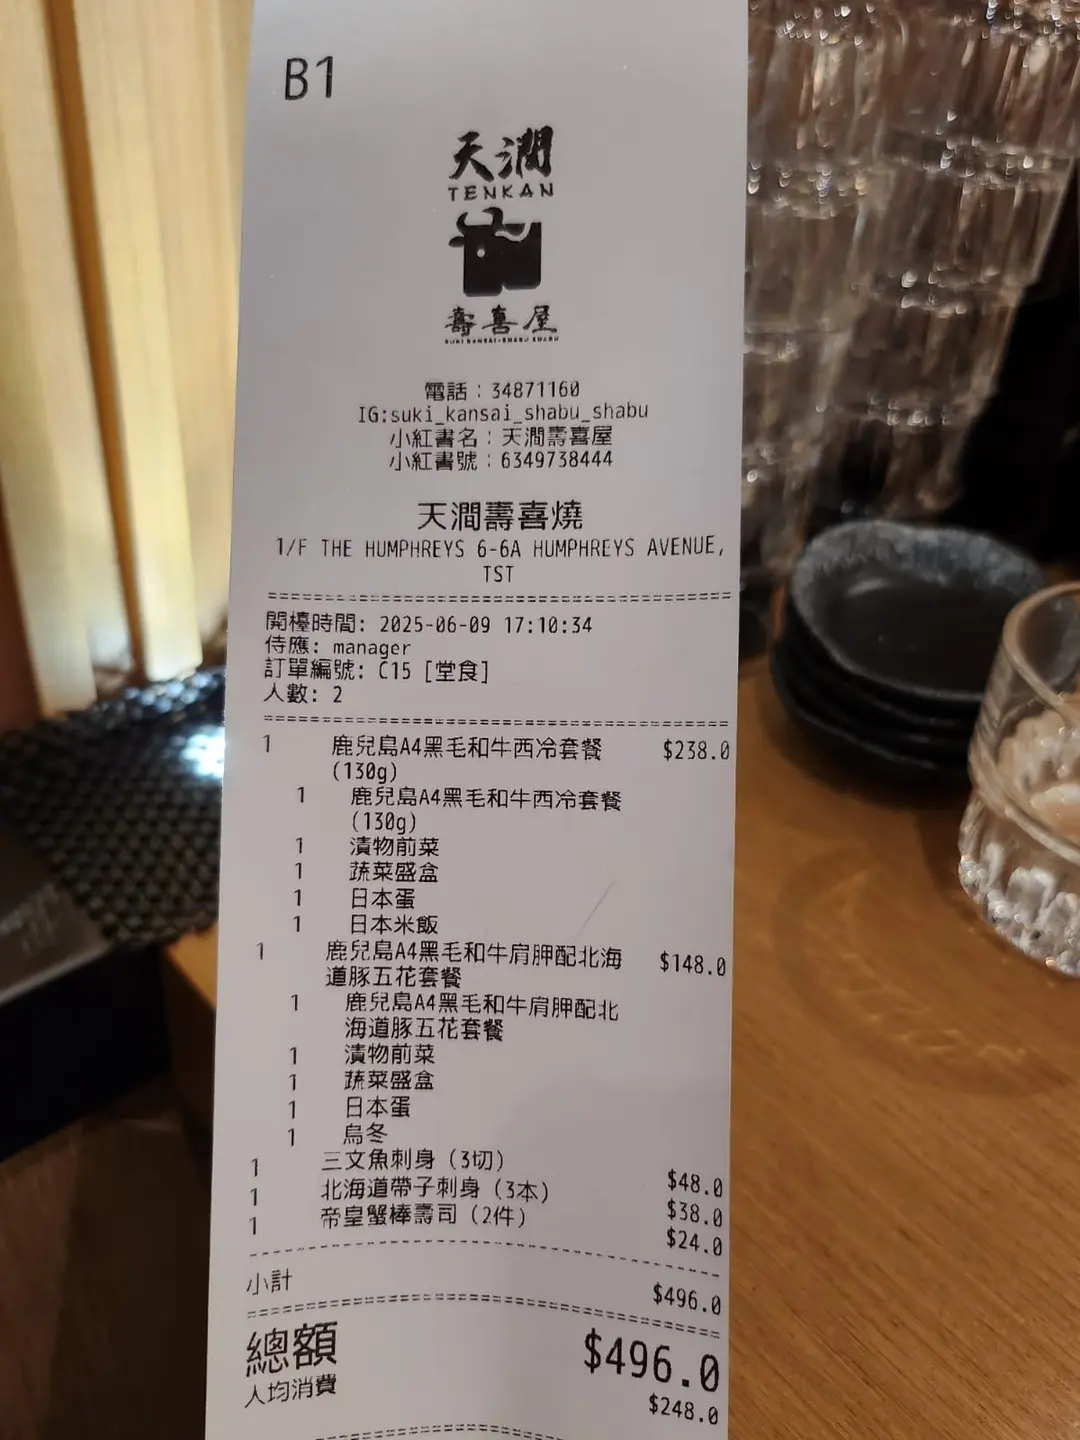 B1
天潤
TENKAN
壽喜屋
SUKI KANSAI·SHABU SHABU
電話：34871160
IG:suki_kansai_shabu_shabu
小紅書名：天潤壽喜屋
小紅書號：6349738444
天潤壽喜燒
1/F THE HUMPHREYS 6-6A HUMPHREYS AVENUE,
TST
開檯時間: 2025-06-09 17:10:34
侍應: manager
訂單編號: C15 [堂食]
人數: 2
1 鹿兒島A4黑毛和牛西冷套餐 $238.0
(130g)
1 鹿兒島A4黑毛和牛西冷套餐
(130g)
1 漬物前菜
1 蔬菜盛盒
1 日本蛋
1 日本米飯
1 鹿兒島A4黑毛和牛肩胛配北海 $148.0
道豚五花套餐
1 鹿兒島A4黑毛和牛肩胛配北
海道豚五花套餐
1 漬物前菜
1 蔬菜盛盒
1 日本蛋
1 烏冬
1 三文魚刺身（3切） $48.0
1 北海道帶子刺身（3本） $38.0
1 帝皇蟹棒壽司（2件） $24.0
小計 $496.0
總額 $496.0
人均消費 $248.0